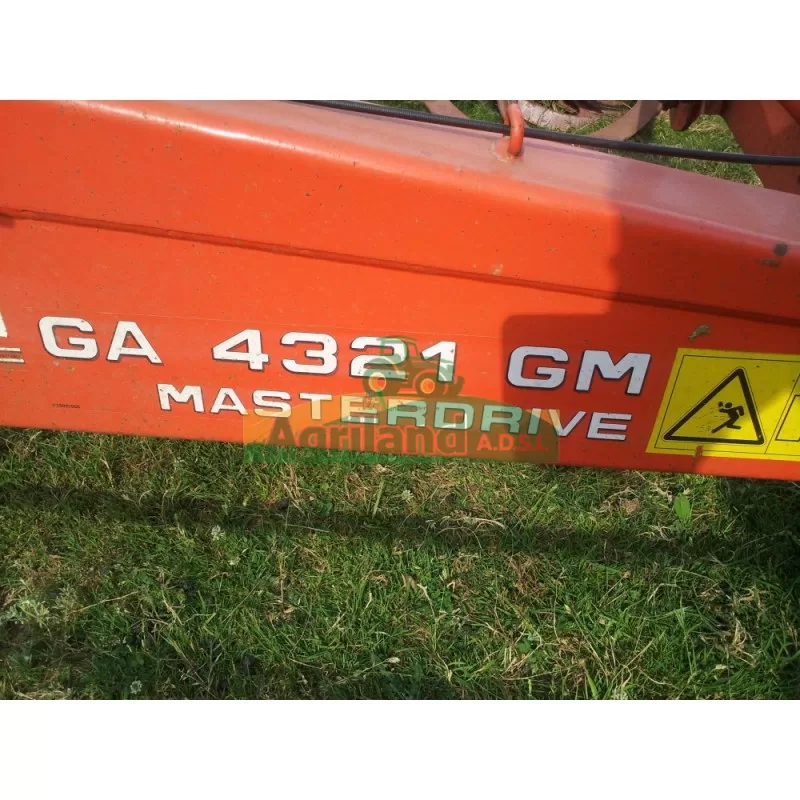 GA 4321 GM
MASTERDRIVE
Agriland A.D.S.L